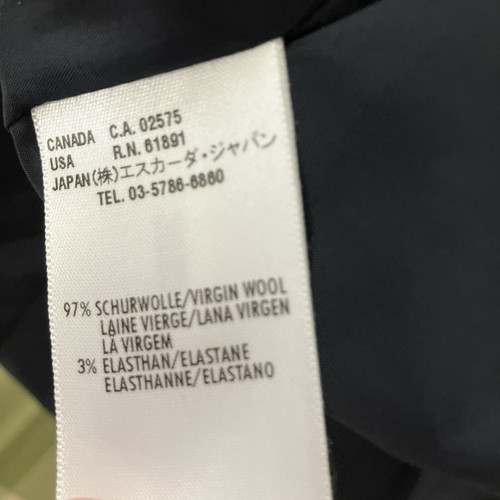 CANADA C.A. 02575
USA R.N. 61891
JAPAN (株)エスカーダ・ジャパン
TEL. 03-5786-6860
97% SCHURWOLLE/VIRGIN WOOL
LAINE VIERGE/LANA VIRGEN
LÃ VIRGEM
3% ELASTHAN/ELASTANE
ELASTHANNE/ELASTANO